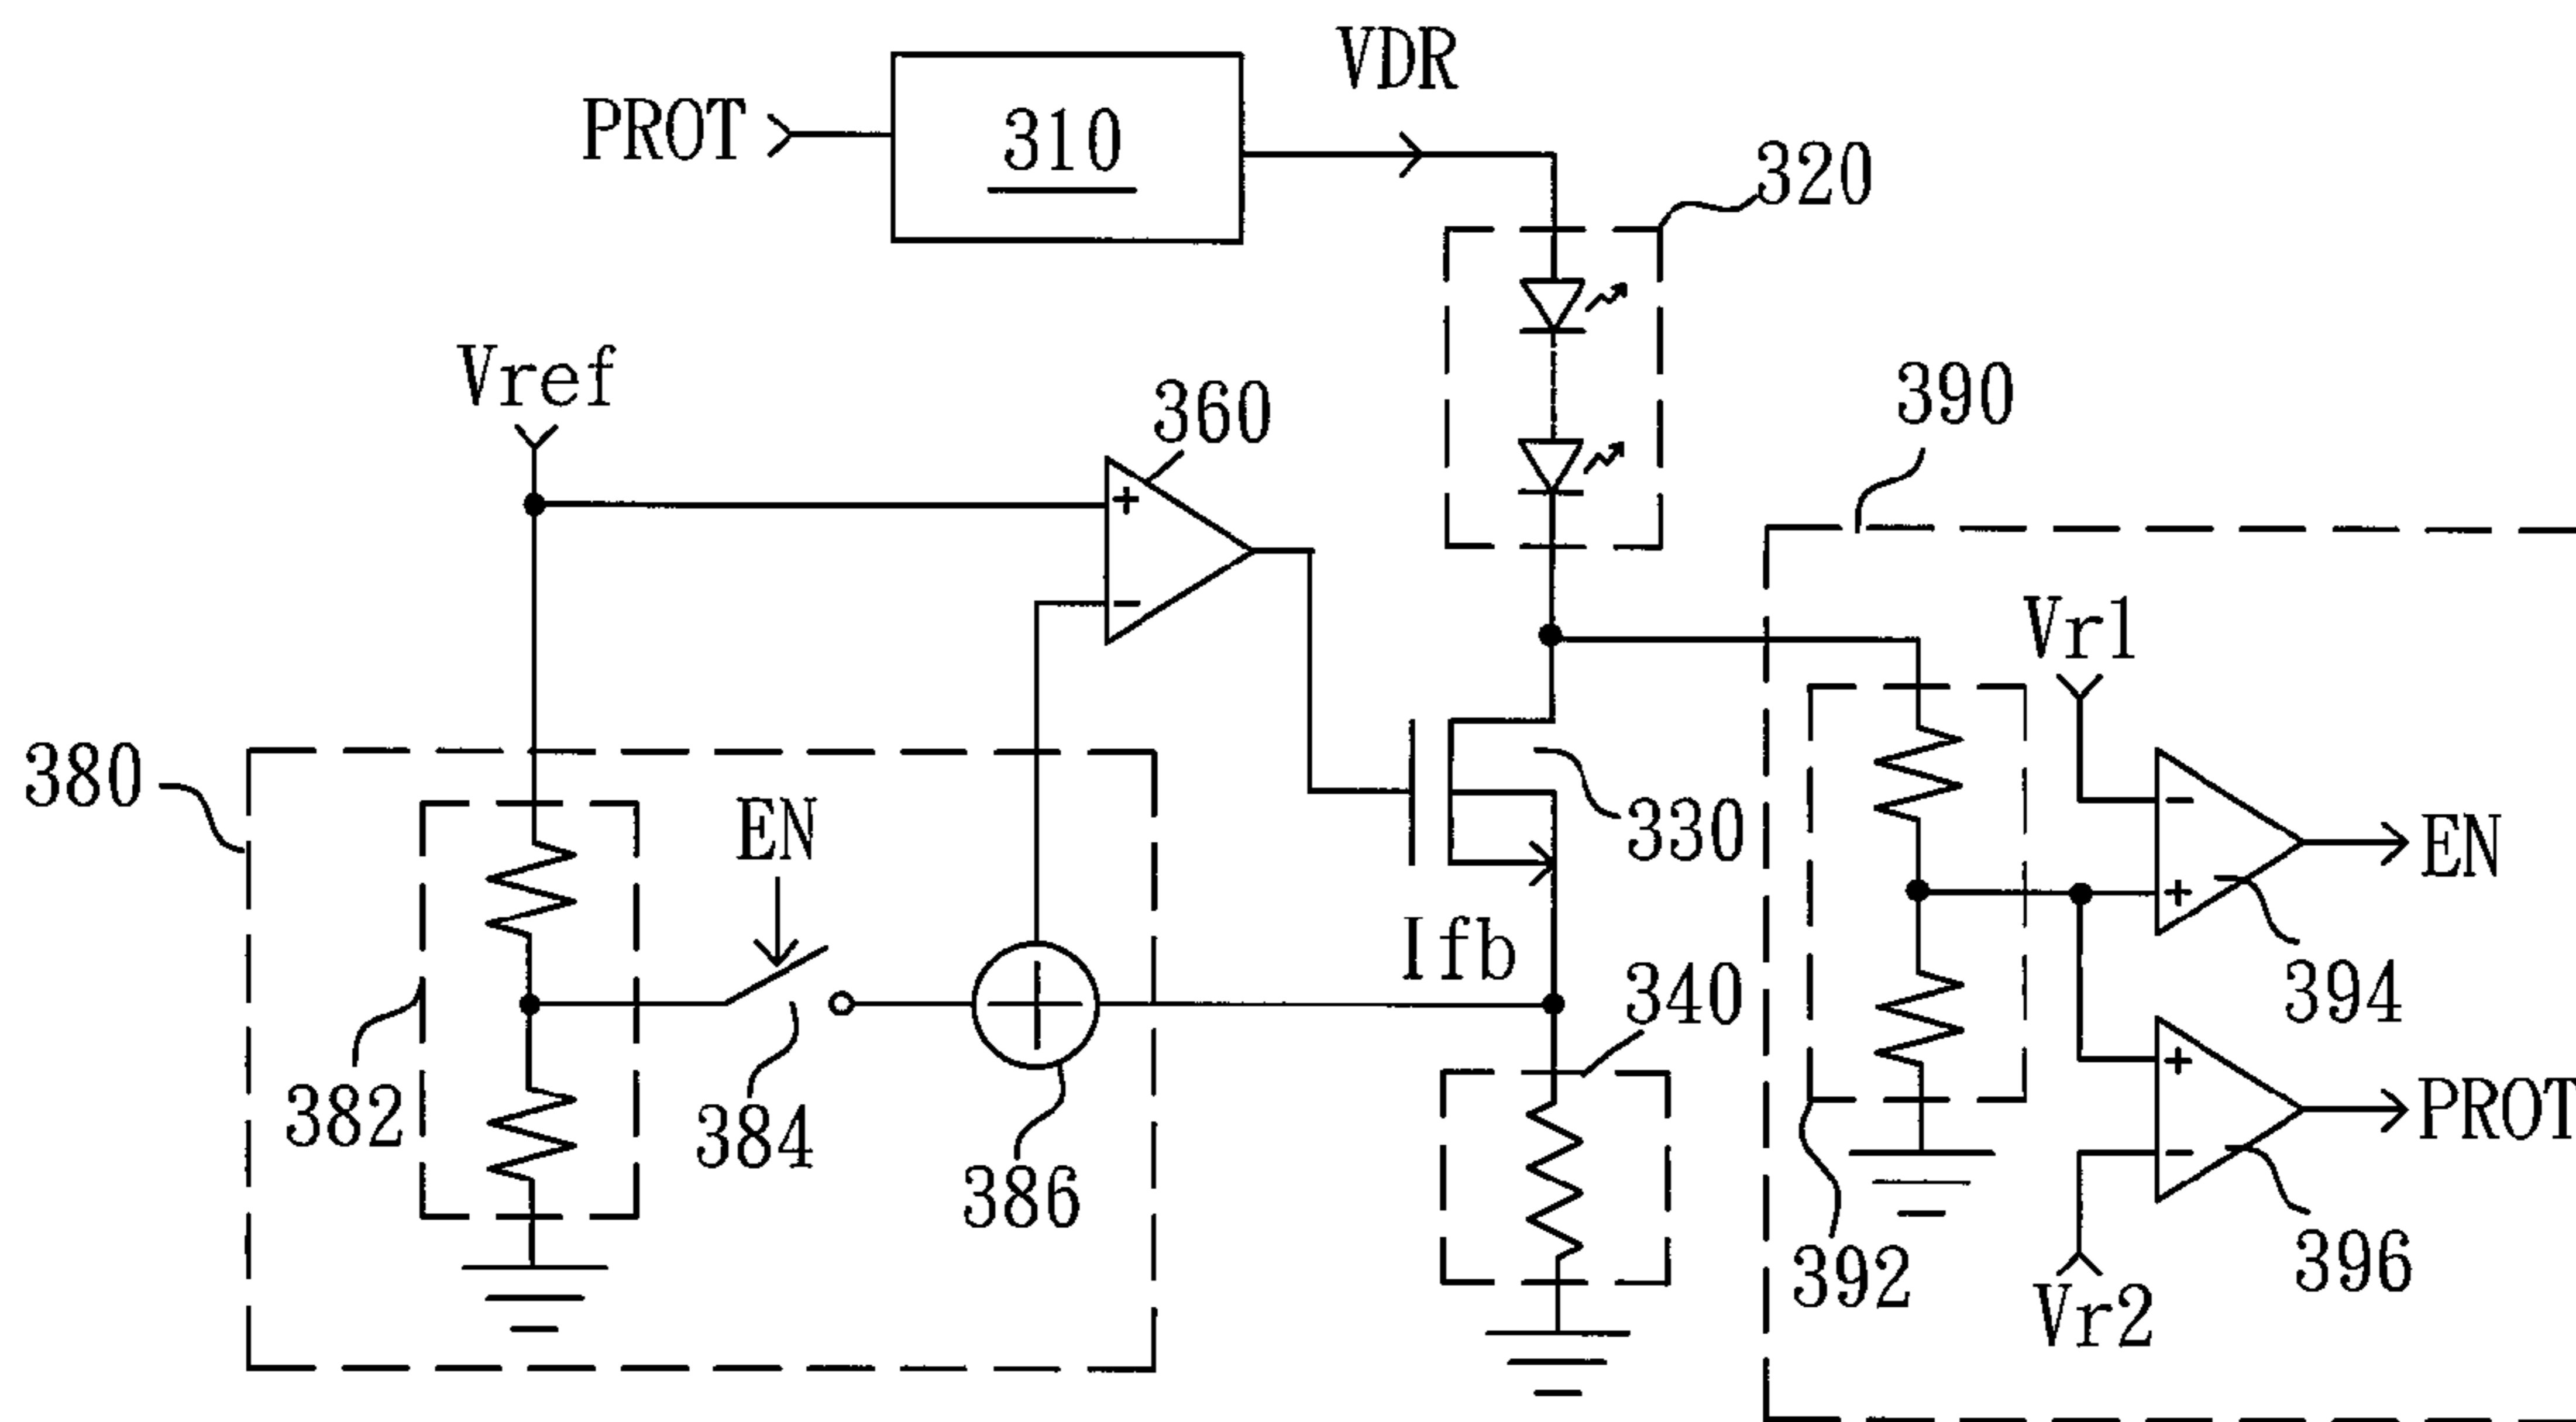 VDR
PROT
310
320
Vref
360
390
Vr1
380
EN
330
EN
Ifb
340
394
382
384
386
PROT
392
396
Vr2
+
-
-
+
+
-